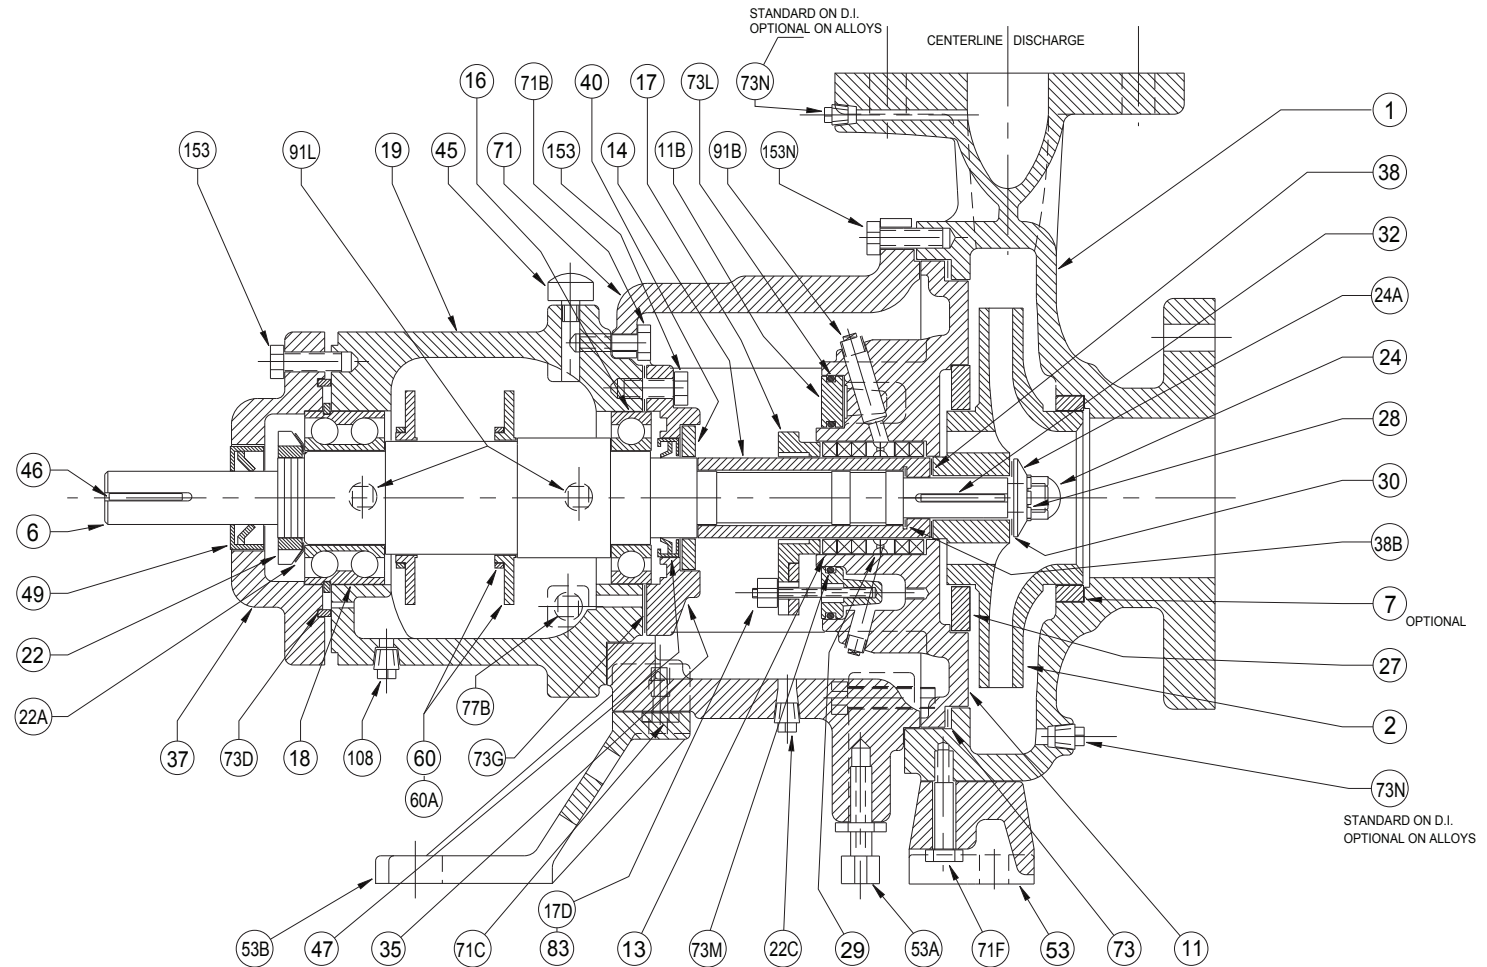 STANDARD ON D.I.
OPTIONAL ON ALLOYS
CENTERLINE DISCHARGE
16
71B
40
17
73L
73N
1
153
91L
19
45
71
153
14
11B
91B
153N
38
32
24A
24
28
30
38B
7
OPTIONAL
27
2
73N
STANDARD ON D.I.
OPTIONAL ON ALLOYS
46
6
49
22
22A
37
73D
18
108
60
60A
77B
73G
53B
47
35
71C
17D
83
13
73M
22C
29
53A
71F
53
73
11